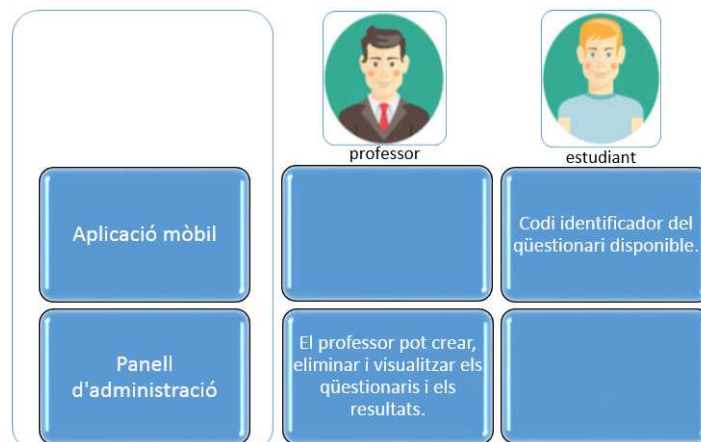 professor
estudiant
Aplicació mòbil
Codi identificador del
qüestionari disponible.
Panell
d'administració
El professor pot crear,
eliminar i visualitzar els
qüestionaris i els
resultats.